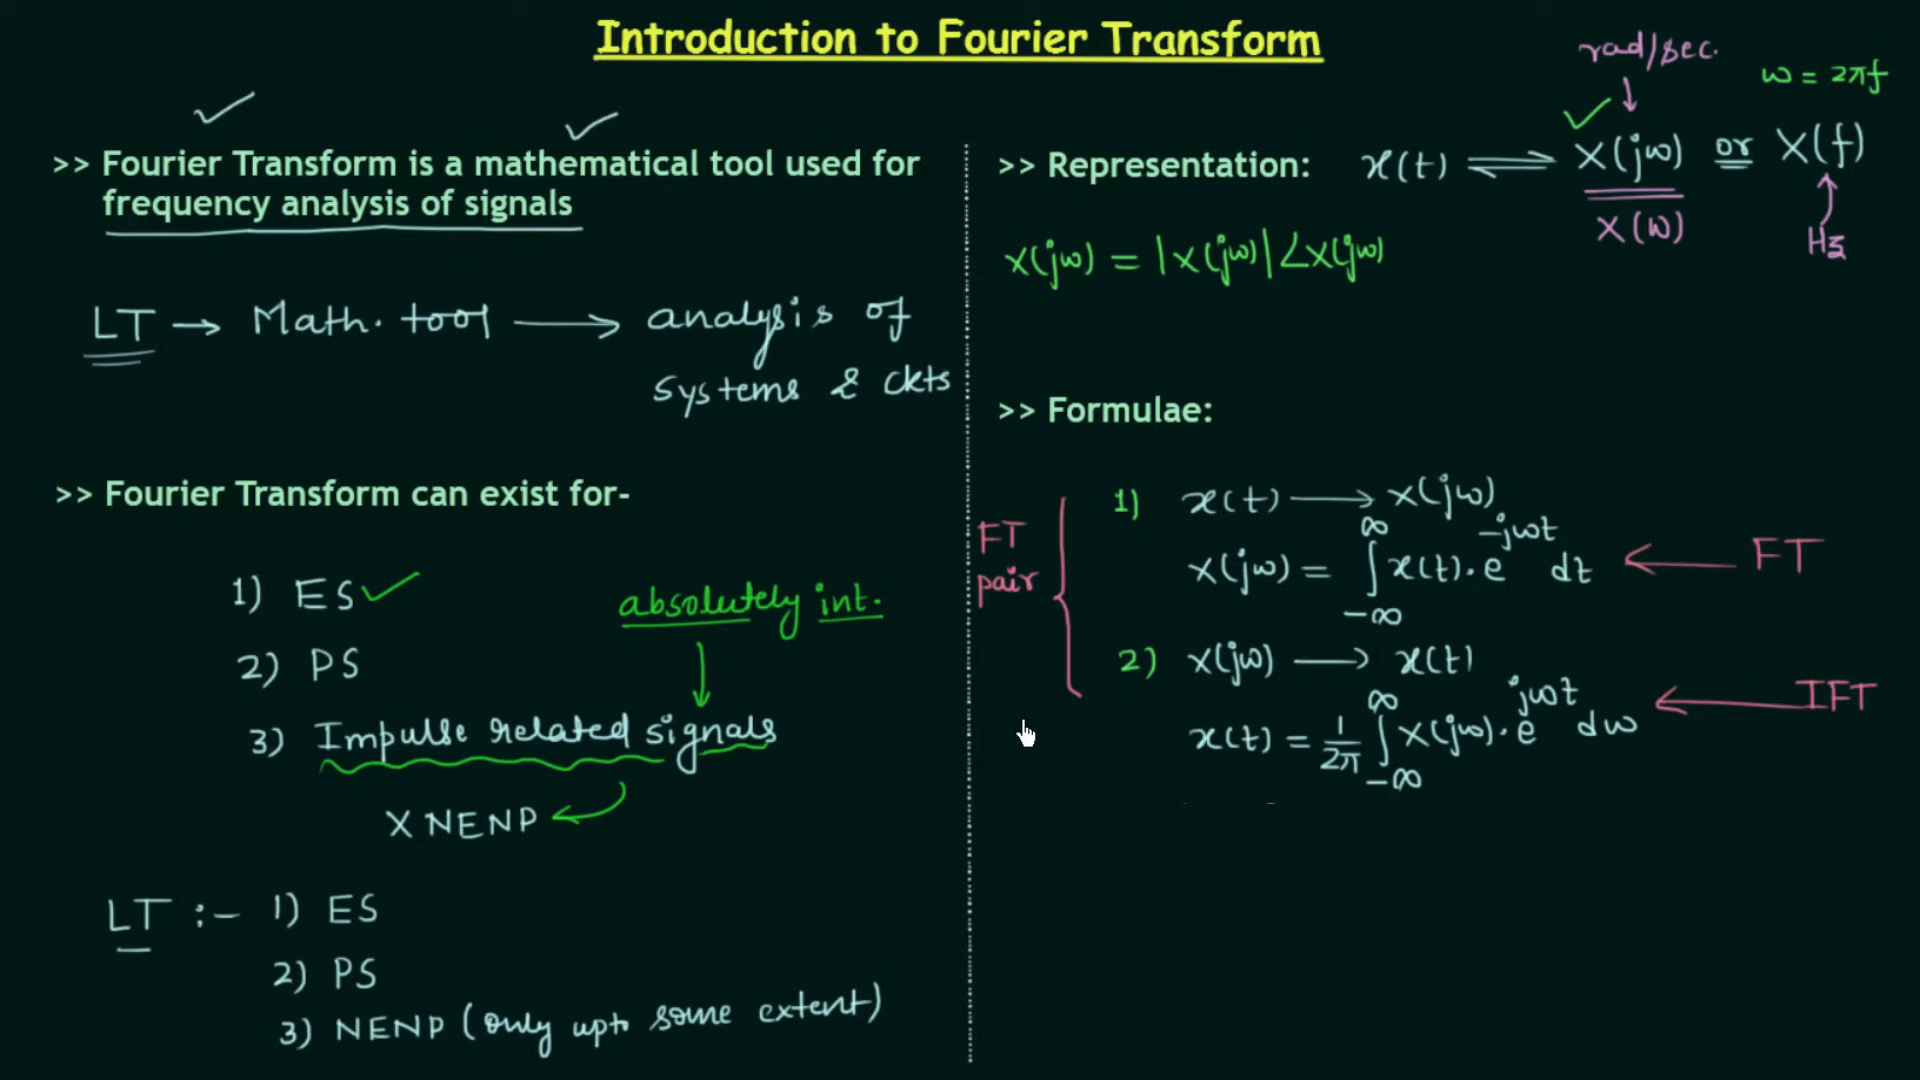 Introduction to Fourier Transform
>> Fourier Transform is a mathematical tool used for
frequency analysis of signals
LT → Math. tool ⟶ analysis of
systems & ckts
>> Fourier Transform can exist for-
1) ES ✓
absolutely int.
2) PS
3) Impulse related signals
X NENP
LT :- 1) ES
2) PS
3) NENP (only upto some extent)
rad/sec.
ω = 2πf
>> Representation: x(t) ⇌ X(jω) or X(f)
X(ω)
Hz
X(jω) = |X(jω)| ∠X(jω)
>> Formulae:
FT
pair
1) x(t) ⟶ X(jω)
X(jω) = ∫_{-∞}^{∞} x(t)·e^{-jωt} dt ⟵ FT
2) X(jω) ⟶ x(t)
x(t) = 1/2π ∫_{-∞}^{∞} X(jω)·e^{jωt} dω ⟵ IFT